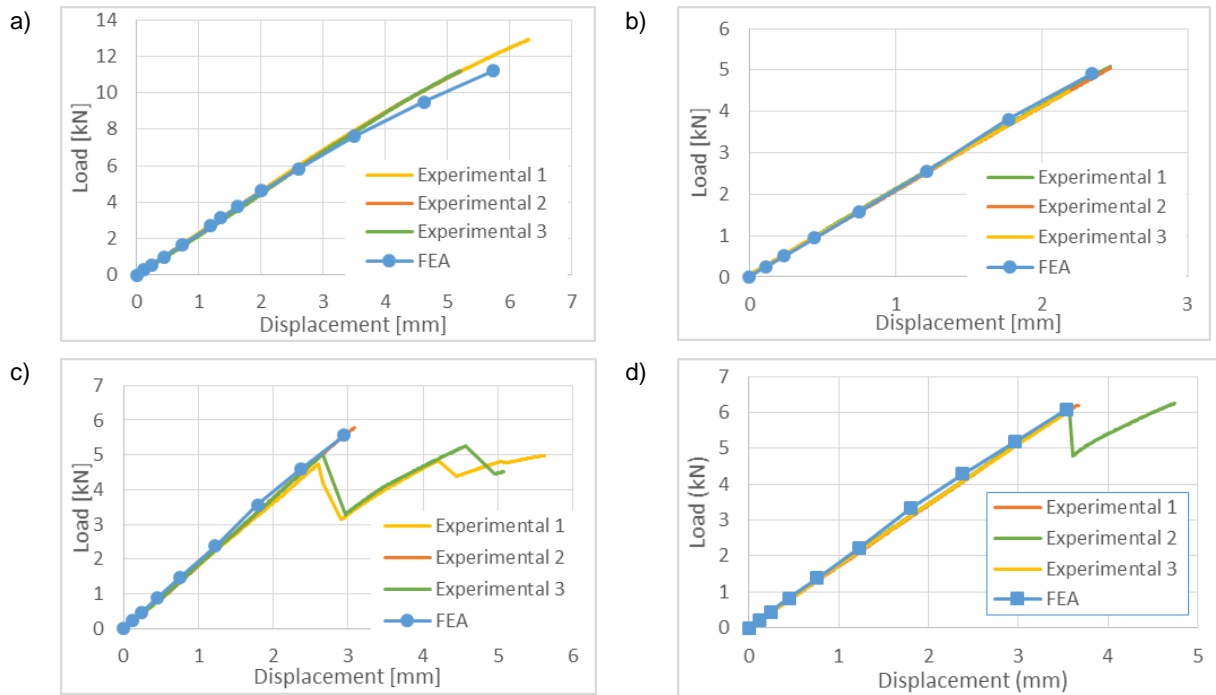 a)
14
12
10
8
6
4
2
0
Load [kN]
Experimental 1
Experimental 2
Experimental 3
FEA
0 1 2 3 4 5 6 7
Displacement [mm]
b)
6
5
4
3
2
1
0
Load [kN]
Experimental 1
Experimental 2
Experimental 3
FEA
0 1 2 3
Displacement [mm]
c)
7
6
5
4
3
2
1
0
Load [kN]
Experimental 1
Experimental 2
Experimental 3
FEA
0 1 2 3 4 5 6
Displacement [mm]
d)
7
6
5
4
3
2
1
0
Load (kN)
Experimental 1
Experimental 2
Experimental 3
FEA
0 1 2 3 4 5
Displacement (mm)